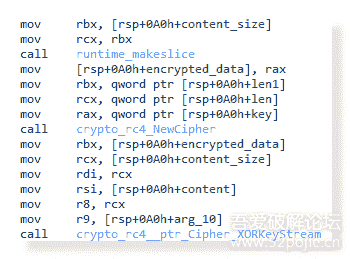 mov rbx, [rsp+0A0h+content_size]
mov rcx, rbx
call runtime_makeslice
mov [rsp+0A0h+encrypted_data], rax
mov rbx, qword ptr [rsp+0A0h+len1]
mov rcx, qword ptr [rsp+0A0h+len]
mov rax, qword ptr [rsp+0A0h+key]
call crypto_rc4_NewCipher
mov rbx, [rsp+0A0h+encrypted_data]
mov rcx, [rsp+0A0h+content_size]
mov rdi, rcx
mov rsi, [rsp+0A0h+content]
mov r8, rcx
mov r9, [rsp+0A0h+arg_10]
call crypto_rc4__ptr_Cipher_XORKeyStream
吾爱破解论坛
www.52pojie.cn